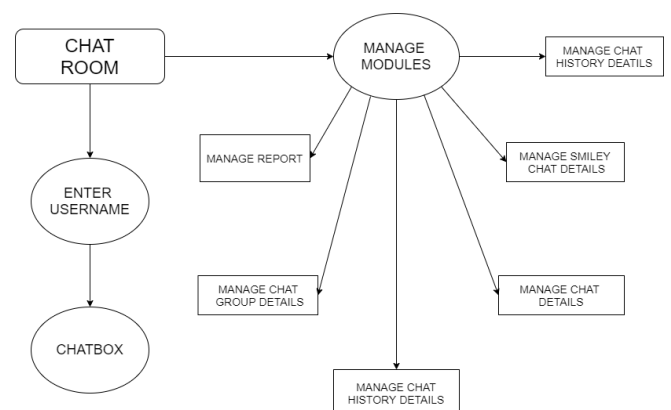 CHAT
ROOM
MANAGE
MODULES
MANAGE CHAT
HISTORY DEATILS
MANAGE REPORT
MANAGE SMILEY
CHAT DETAILS
ENTER
USERNAME
MANAGE CHAT
GROUP DETAILS
MANAGE CHAT
DETAILS
CHATBOX
MANAGE CHAT
HISTORY DETAILS